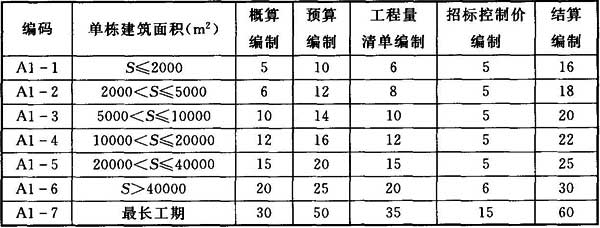 编码 单栋建筑面积(m²) 概算编制 预算编制 工程量清单编制 招标控制价编制 结算编制
A1-1 S≤2000 5 10 6 5 16
A1-2 2000<S≤5000 6 12 8 5 18
A1-3 5000<S≤10000 10 14 10 5 20
A1-4 10000<S≤20000 12 16 12 5 22
A1-5 20000<S≤40000 15 20 15 5 25
A1-6 S>40000 20 25 20 6 30
A1-7 最长工期 30 50 35 15 60